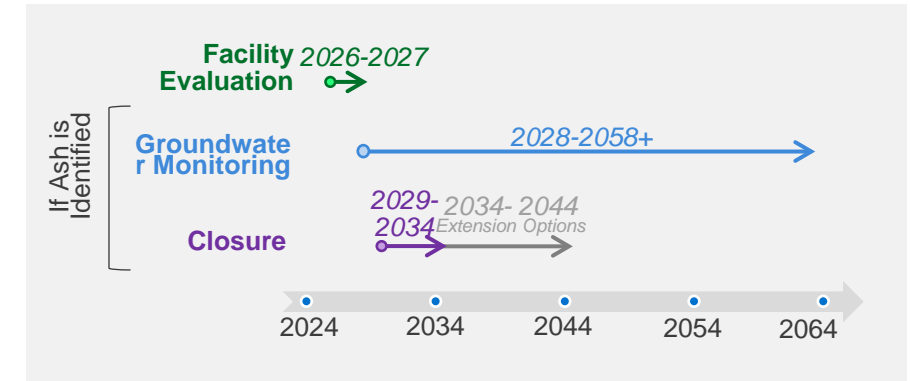 Facility 2026-2027
Evaluation
If Ash is
Identified
Groundwate
r Monitoring
2028-2058+
2029-
2034
2034- 2044
Extension Options
Closure
2024 2034 2044 2054 2064